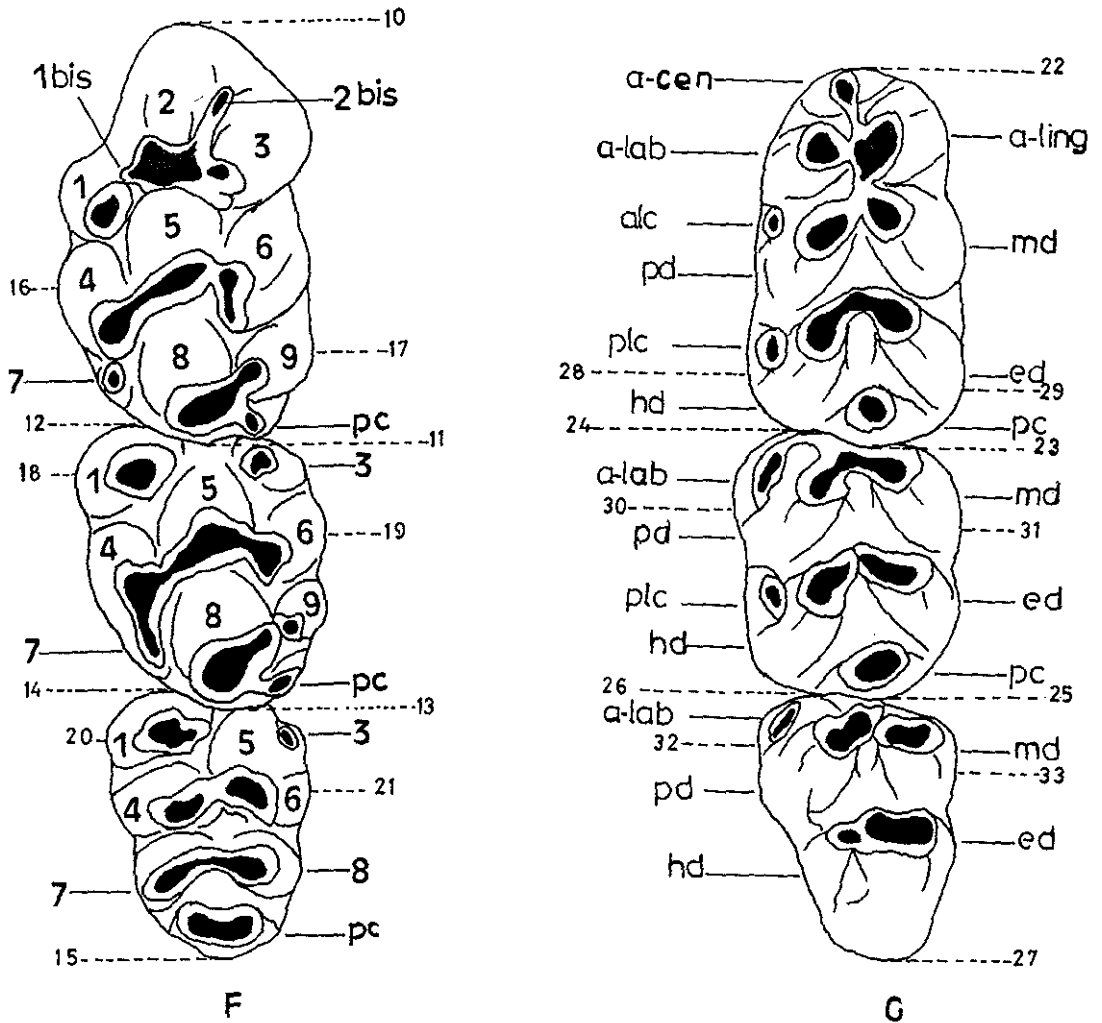 10
1bis
2
2 bis
3
1
5
6
4
16
8
9
17
7
12
pc
11
18
1
3
5
6
19
4
8
9
7
14
pc
13
20
1
5
3
4
6
21
7
8
pc
15
F
a-cen
22
a-lab
a-ling
alc
md
pd
plc
28
ed
29
hd
24
pc
23
a-lab
md
30
31
pd
plc
ed
hd
pc
26
25
a-lab
32
md
33
pd
ed
hd
27
G